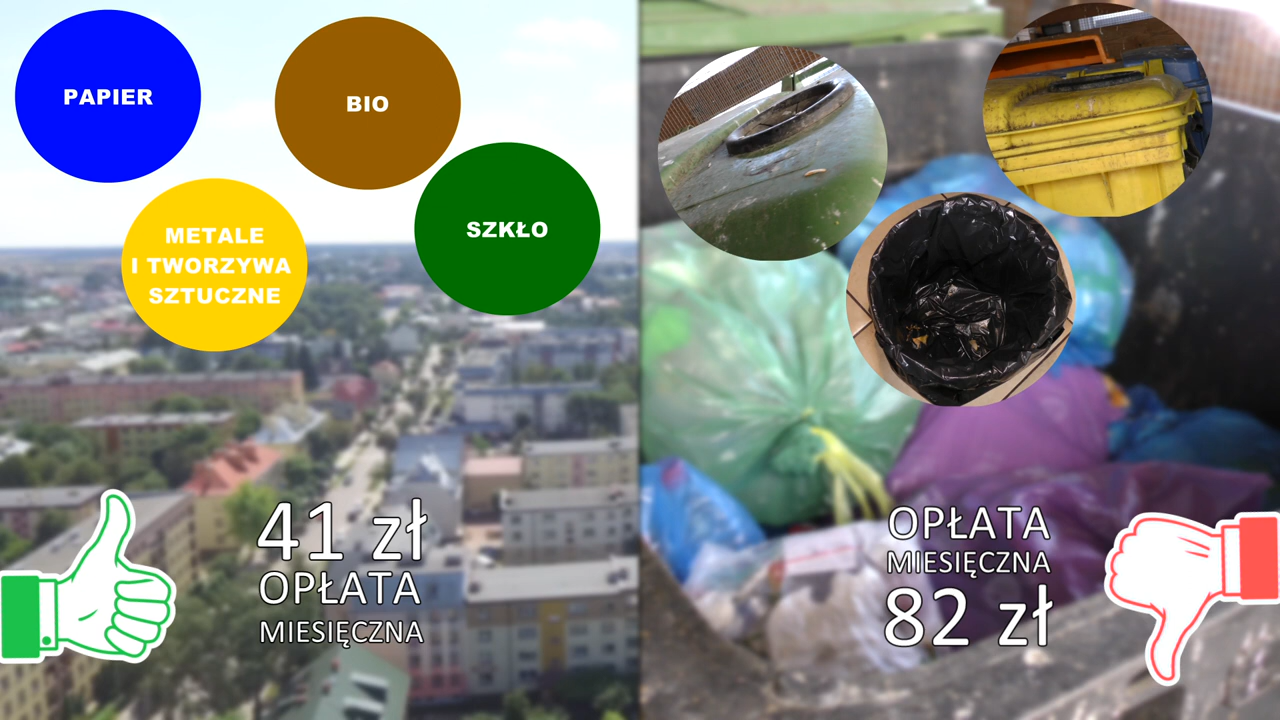 PAPIER
BIO
METALE
I TWORZYWA
SZTUCZNE
SZKŁO
41 zł
OPŁATA
MIESIĘCZNA
OPŁATA
MIESIĘCZNA
82 zł